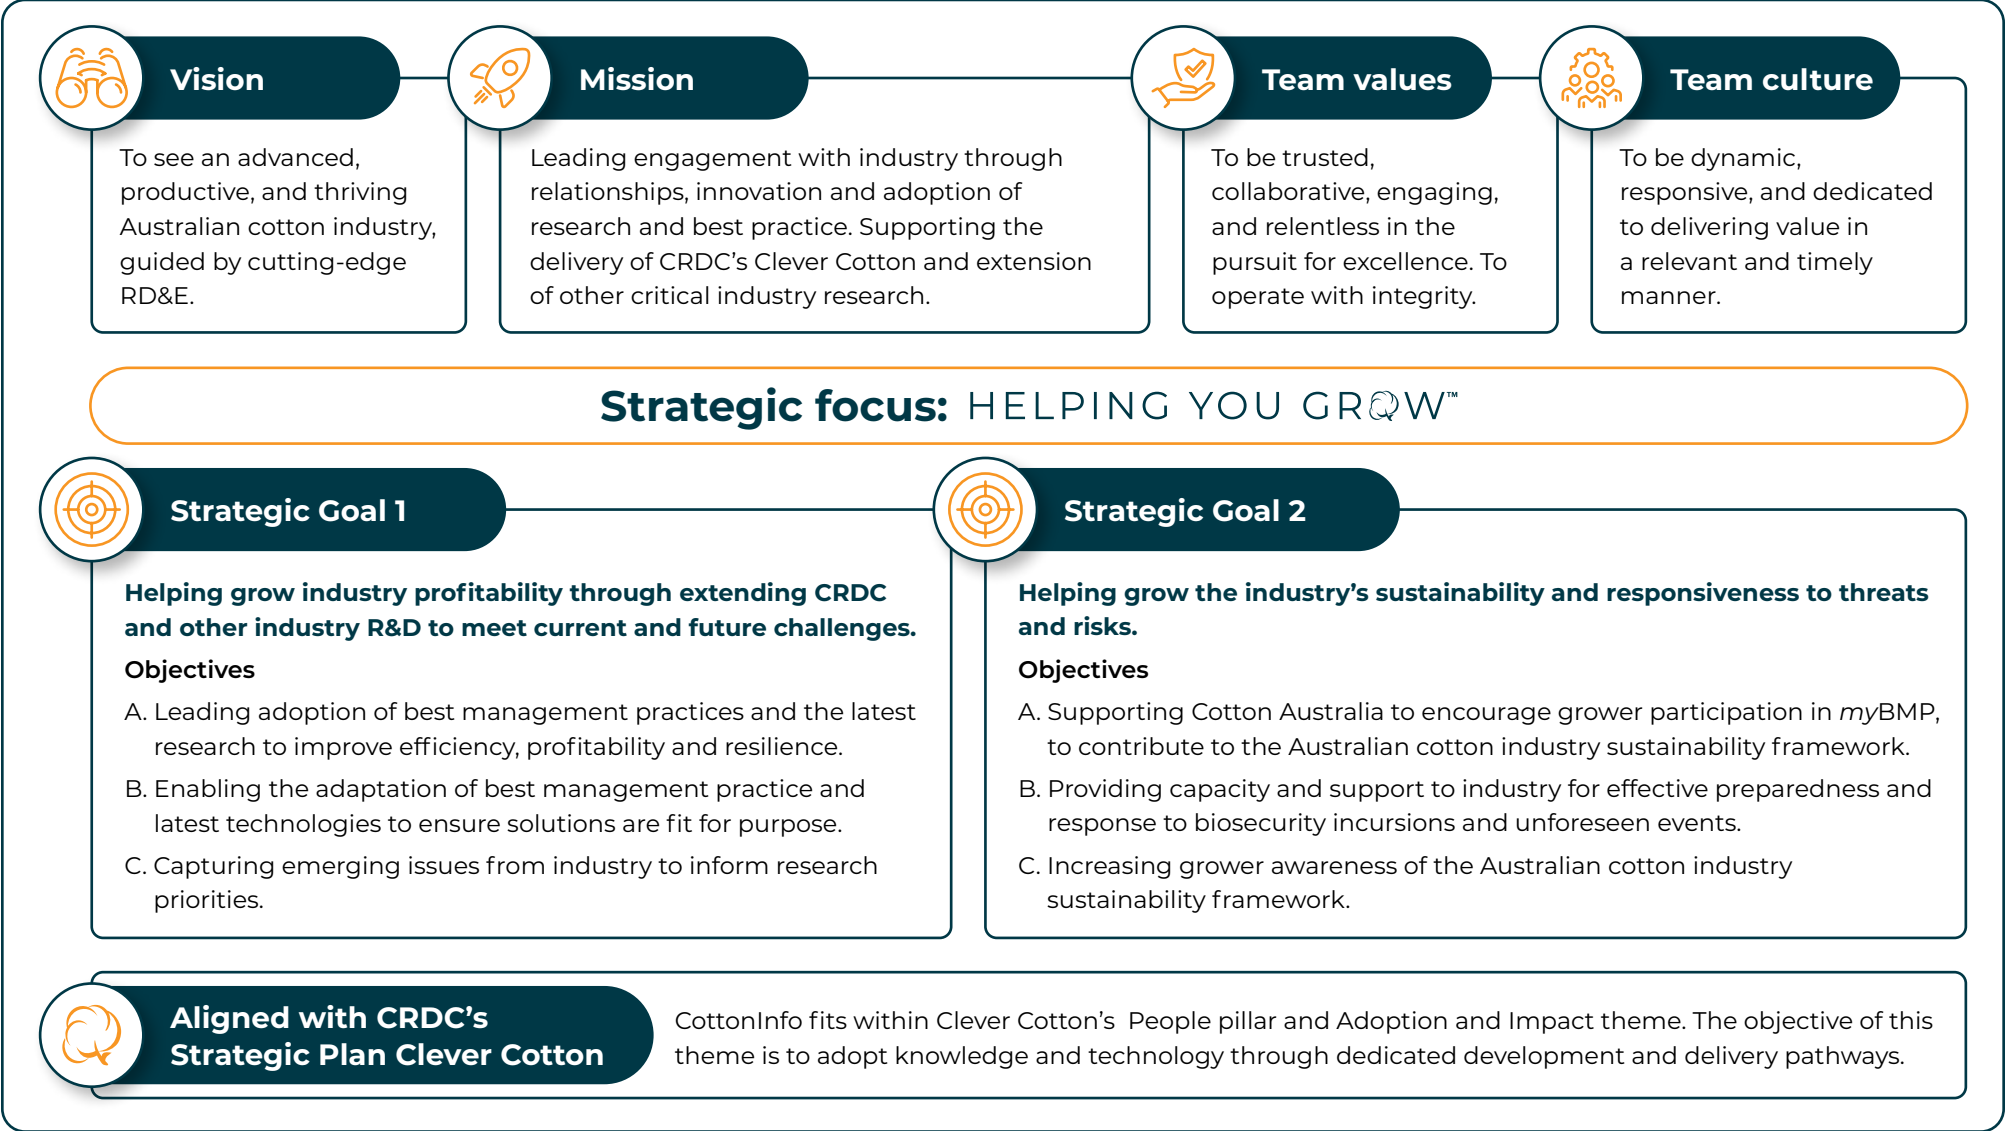 Vision
To see an advanced,
productive, and thriving
Australian cotton industry,
guided by cutting-edge
RD&E.
Mission
Leading engagement with industry through
relationships, innovation and adoption of
research and best practice. Supporting the
delivery of CRDC’s Clever Cotton and extension
of other critical industry research.
Team values
To be trusted,
collaborative, engaging,
and relentless in the
pursuit for excellence. To
operate with integrity.
Team culture
To be dynamic,
responsive, and dedicated
to delivering value in
a relevant and timely
manner.
Strategic focus: HELPING YOU GROW™
Strategic Goal 1
Helping grow industry profitability through extending CRDC
and other industry R&D to meet current and future challenges.
Objectives
A. Leading adoption of best management practices and the latest
research to improve efficiency, profitability and resilience.
B. Enabling the adaptation of best management practice and
latest technologies to ensure solutions are fit for purpose.
C. Capturing emerging issues from industry to inform research
priorities.
Strategic Goal 2
Helping grow the industry’s sustainability and responsiveness to threats
and risks.
Objectives
A. Supporting Cotton Australia to encourage grower participation in myBMP,
to contribute to the Australian cotton industry sustainability framework.
B. Providing capacity and support to industry for effective preparedness and
response to biosecurity incursions and unforeseen events.
C. Increasing grower awareness of the Australian cotton industry
sustainability framework.
Aligned with CRDC’s
Strategic Plan Clever Cotton
CottonInfo fits within Clever Cotton’s People pillar and Adoption and Impact theme. The objective of this
theme is to adopt knowledge and technology through dedicated development and delivery pathways.